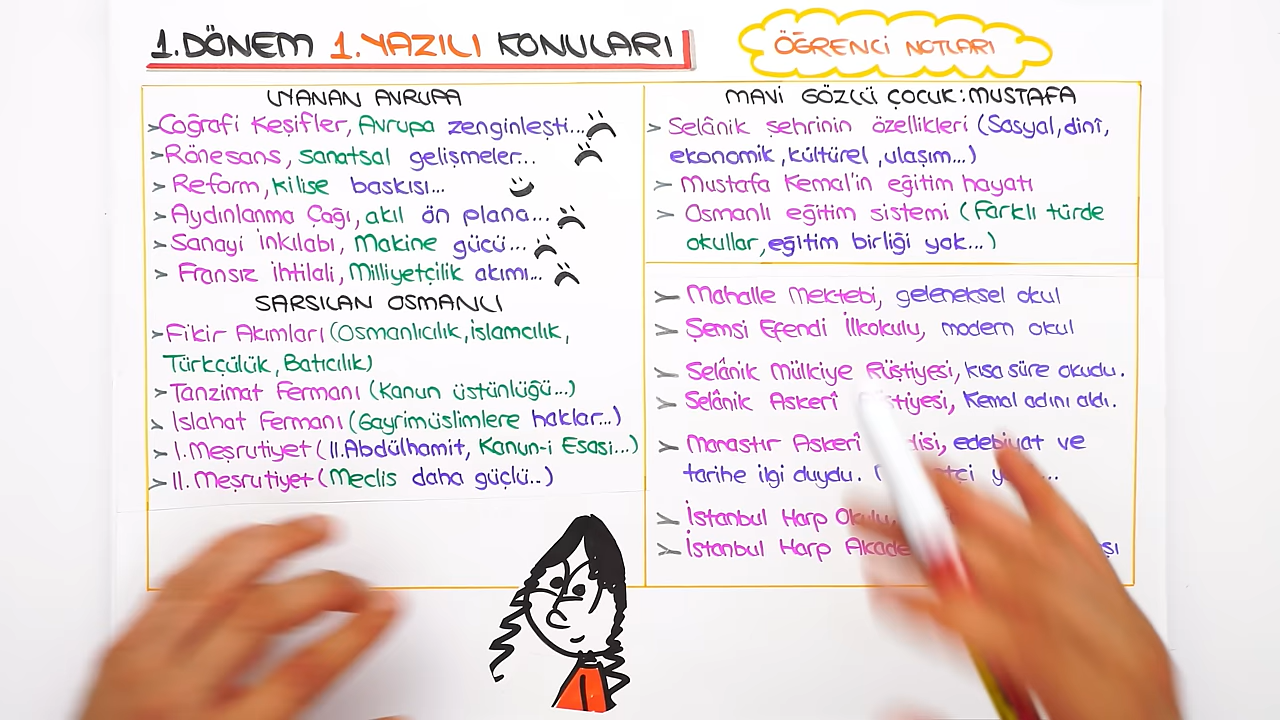 1.DÖNEM 1.YAZILI KONULARI
ÖĞRENCİ NOTLARI
UYANAN AVRUPA
➢Coğrafi Keşifler, Avrupa zenginleşti...
➢Rönesans, sanatsal gelişmeler...
➢Reform, kilise baskısı...
➢Aydınlanma Çağı, akıl ön plana...
➢Sanayi inkılabı, Makine gücü...
➢Fransız ihtilali, Milliyetçilik akımı...
SARSILAN OSMANLI
➢Fikir Akımları (Osmanlıcılık, islamcılık,
Türkçülük, Batıcılık)
➢Tanzimat Fermanı (Kanun üstünlüğü...)
➢Islahat Fermanı (Gayrimüslimlere haklar...)
➢I.Meşrutiyet (II.Abdülhamit, Kanun-i Esasi...)
➢II.Meşrutiyet (Meclis daha güçlü..)
MAVİ GÖZLÜ ÇOCUK: MUSTAFA
➢Selânik şehrinin özellikleri (Sosyal, dinî,
ekonomik, kültürel, ulaşım...)
➢Mustafa Kemal'in eğitim hayatı
➢Osmanlı eğitim sistemi (Farklı türde
okullar, eğitim birliği yok...)
➢Mahalle Mektebi, geleneksel okul
➢Şemsi Efendi İlkokulu, modern okul
➢Selânik Mülkiye Rüştiyesi, kısa süre okudu.
➢Selânik Askerî Kemal adını aldı.
➢Manastır Askerî edebiyat ve
tarihe ilgi duydu.
➢İstanbul Harp Okulu,
➢İstanbul Harp